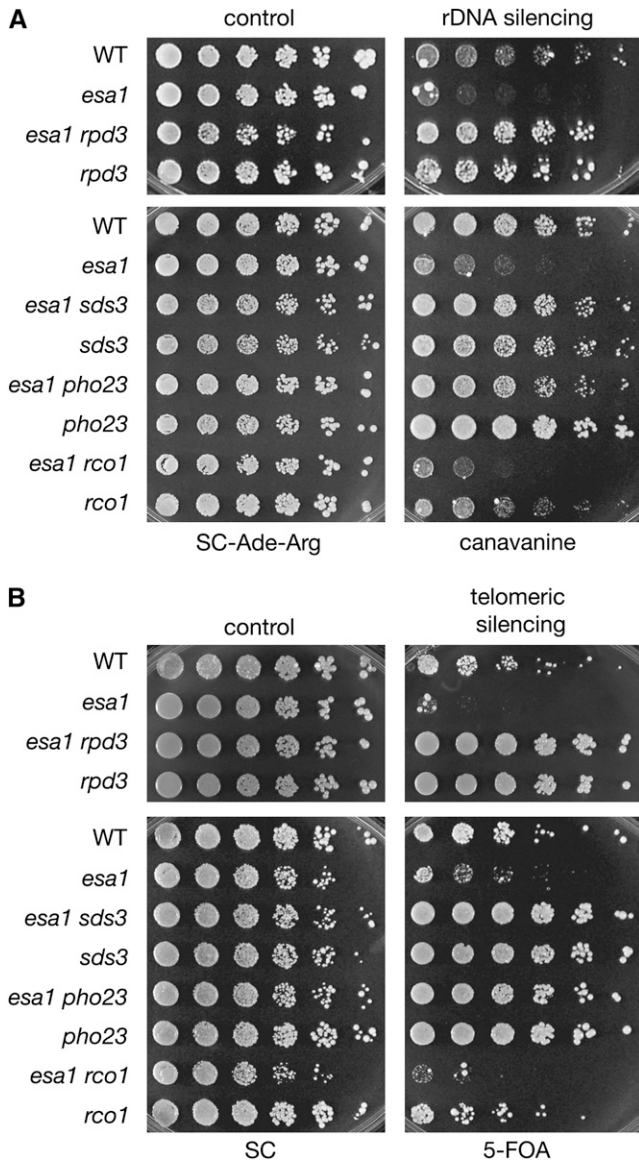 A
control
rDNA silencing
WT
esa1
esa1 rpd3
rpd3
WT
esa1
esa1 sds3
sds3
esa1 pho23
pho23
esa1 rco1
rco1
SC-Ade-Arg
canavanine
B
control
telomeric
silencing
WT
esa1
esa1 rpd3
rpd3
WT
esa1
esa1 sds3
sds3
esa1 pho23
pho23
esa1 rco1
rco1
SC
5-FOA